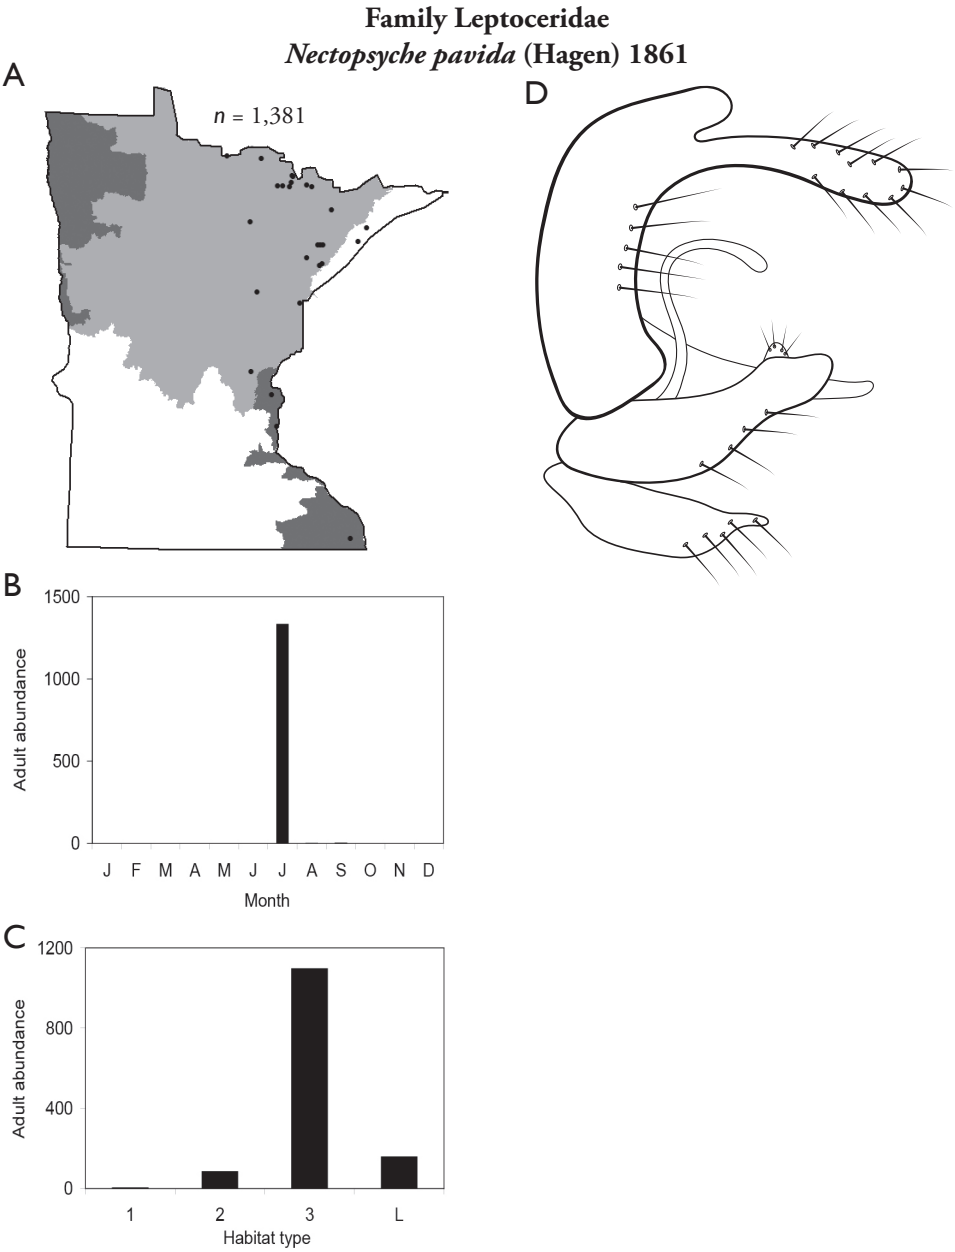 Family Leptoceridae
Nectopsyche pavida (Hagen) 1861
A
n = 1,381
D
B
1500
1000
500
0
Adult abundance
J F M A M J J A S O N D
Month
C
1200
800
400
0
Adult abundance
1 2 3 L
Habitat type